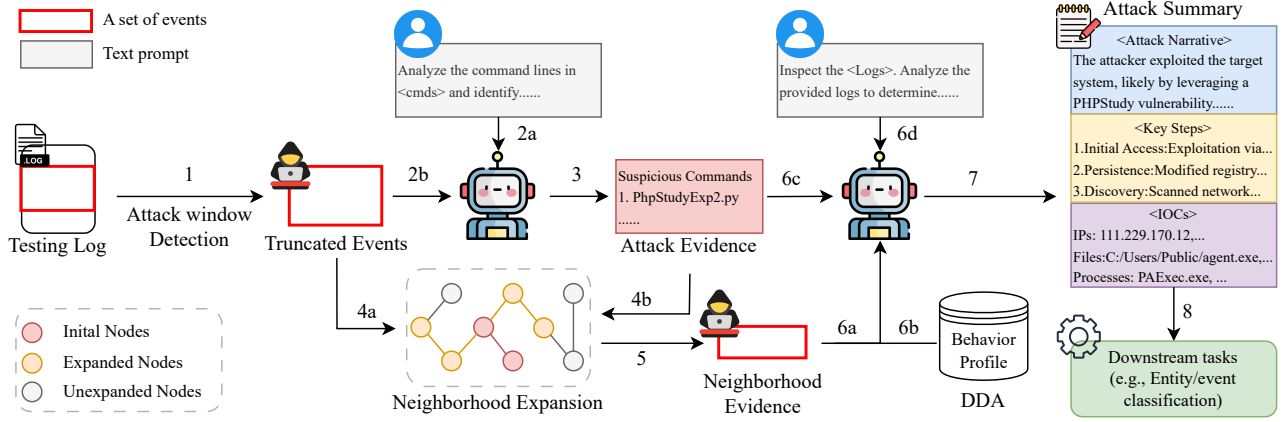 A set of events
Text prompt
Analyze the command lines in
<cmds> and identify......
Inspect the <Logs>. Analyze the
provided logs to determine......
Attack Summary
<Attack Narrative>
The attacker exploited the target
system, likely by leveraging a
PHPStudy vulnerability......
<Key Steps>
1.Initial Access:Exploitation via...
2.Persistence:Modified registry...
3.Discovery:Scanned network...
<IOCs>
IPs: 111.229.170.12,...
Files:C:/Users/Public/agent.exe,...
Processes: PAExec.exe, ...
.LOG
Testing Log
1
Attack window
Detection
Truncated Events
2a
2b
3
Suspicious Commands
1. PhpStudyExp2.py
......
Attack Evidence
6c
6d
7
4a
4b
5
Neighborhood Expansion
Inital Nodes
Expanded Nodes
Unexpanded Nodes
Neighborhood
Evidence
6a
6b
Behavior
Profile
DDA
8
Downstream tasks
(e.g., Entity/event
classification)